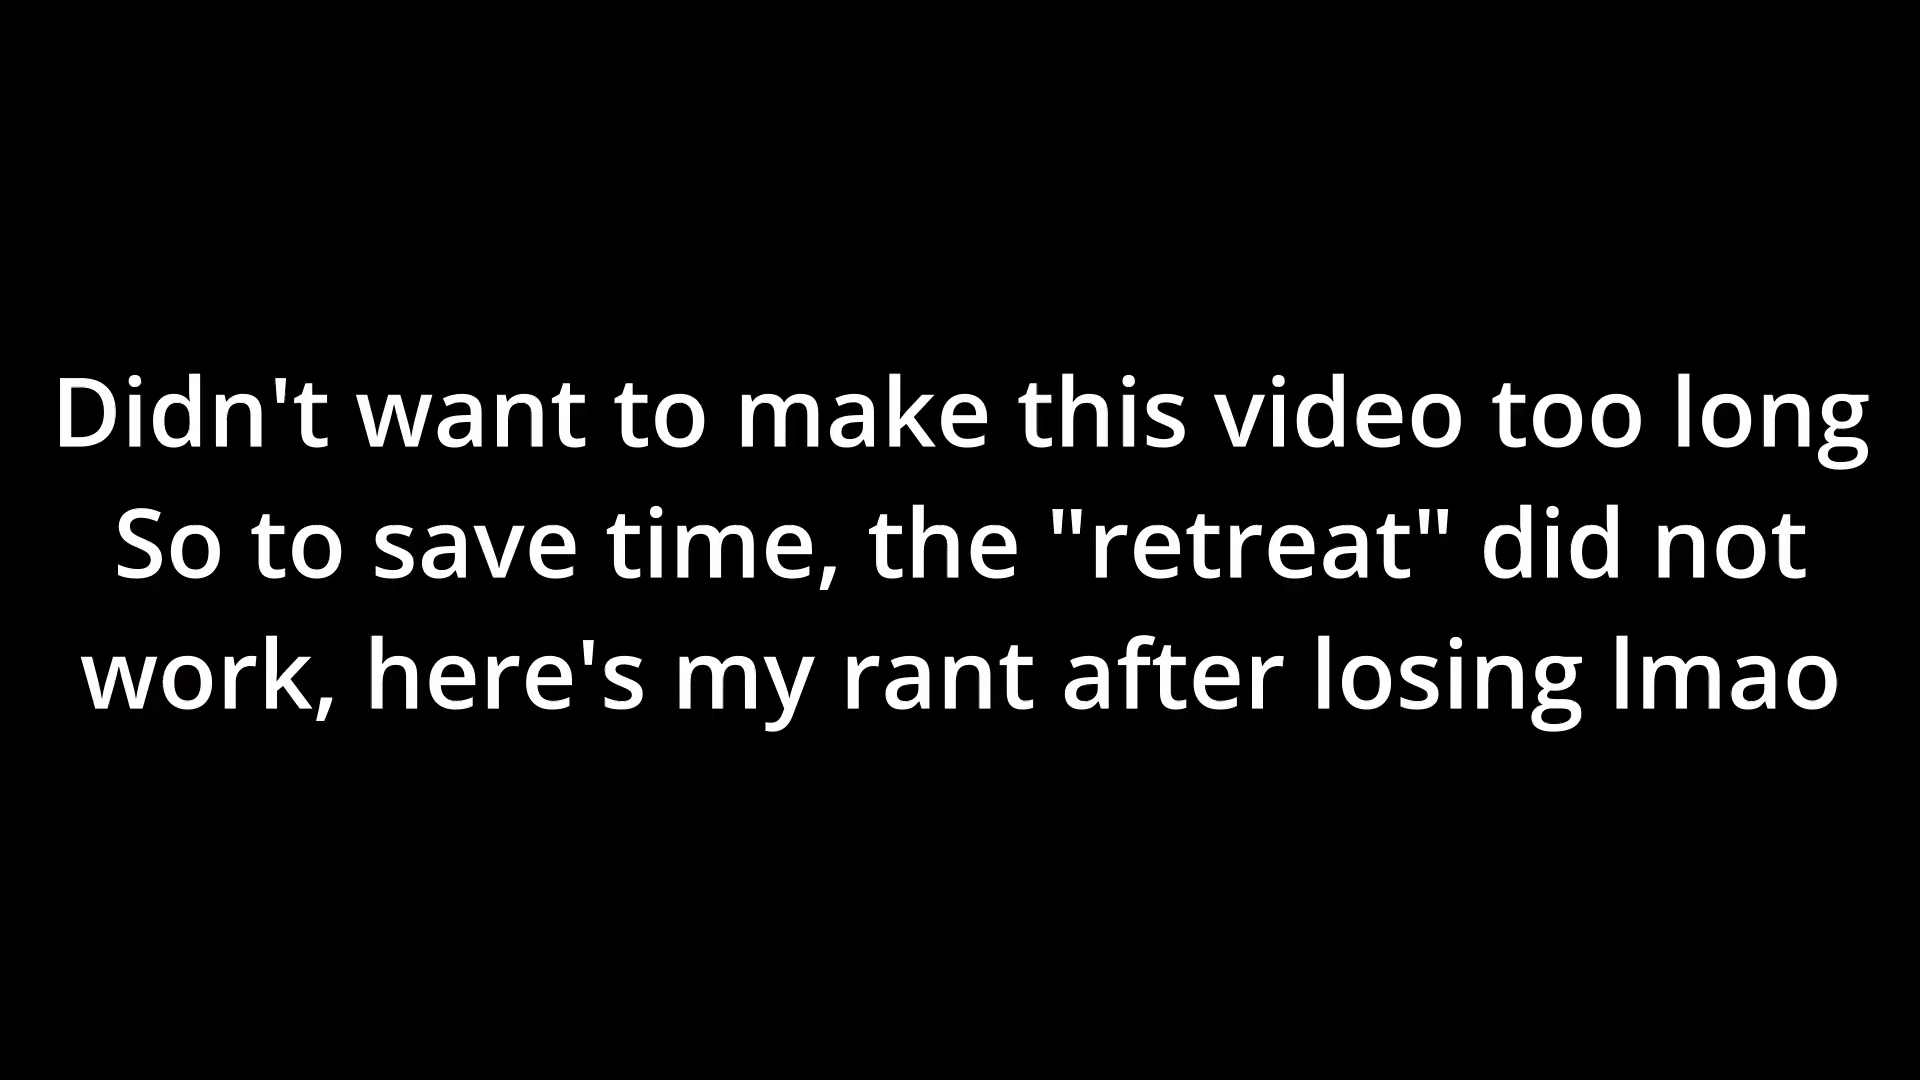 Didn't want to make this video too long
So to save time, the "retreat" did not
work, here's my rant after losing lmao